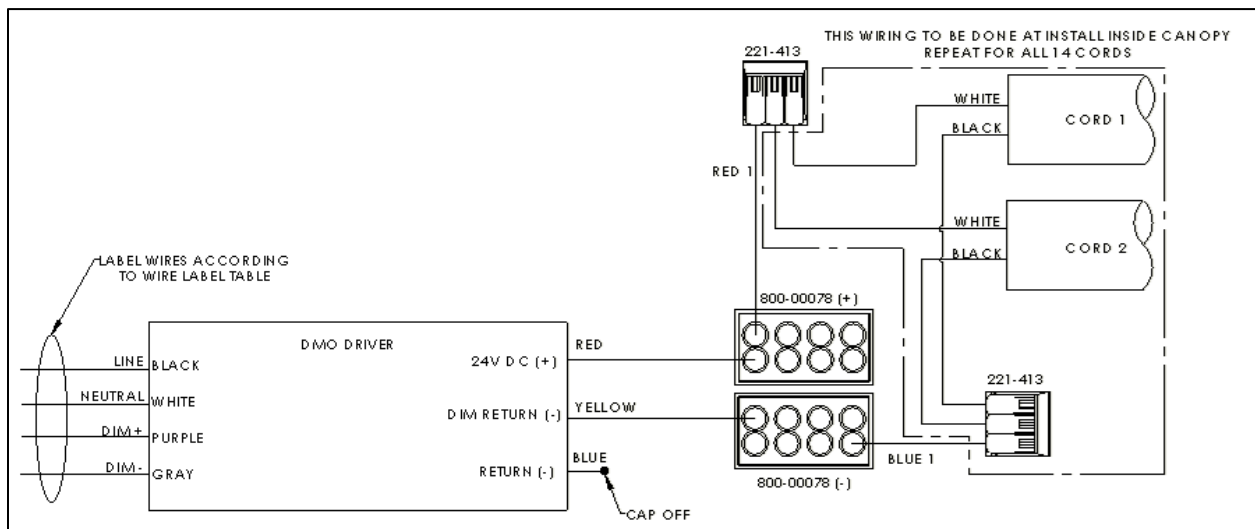 THIS WIRING TO BE DONE AT INSTALL INSIDE CANOPY
REPEAT FOR ALL 14 CORDS
221-413
WHITE
CORD 1
BLACK
RED 1
WHITE
CORD 2
BLACK
LABEL WIRES ACCORDING
TO WIRE LABEL TABLE
800-00078 (+)
DMO DRIVER
RED
LINE
BLACK
24V DC (+)
221-413
NEUTRAL
WHITE
DIM RETURN (-)
YELLOW
DIM+
PURPLE
BLUE
BLUE 1
DIM-
GRAY
RETURN (-)
800-00078 (-)
CAP OFF